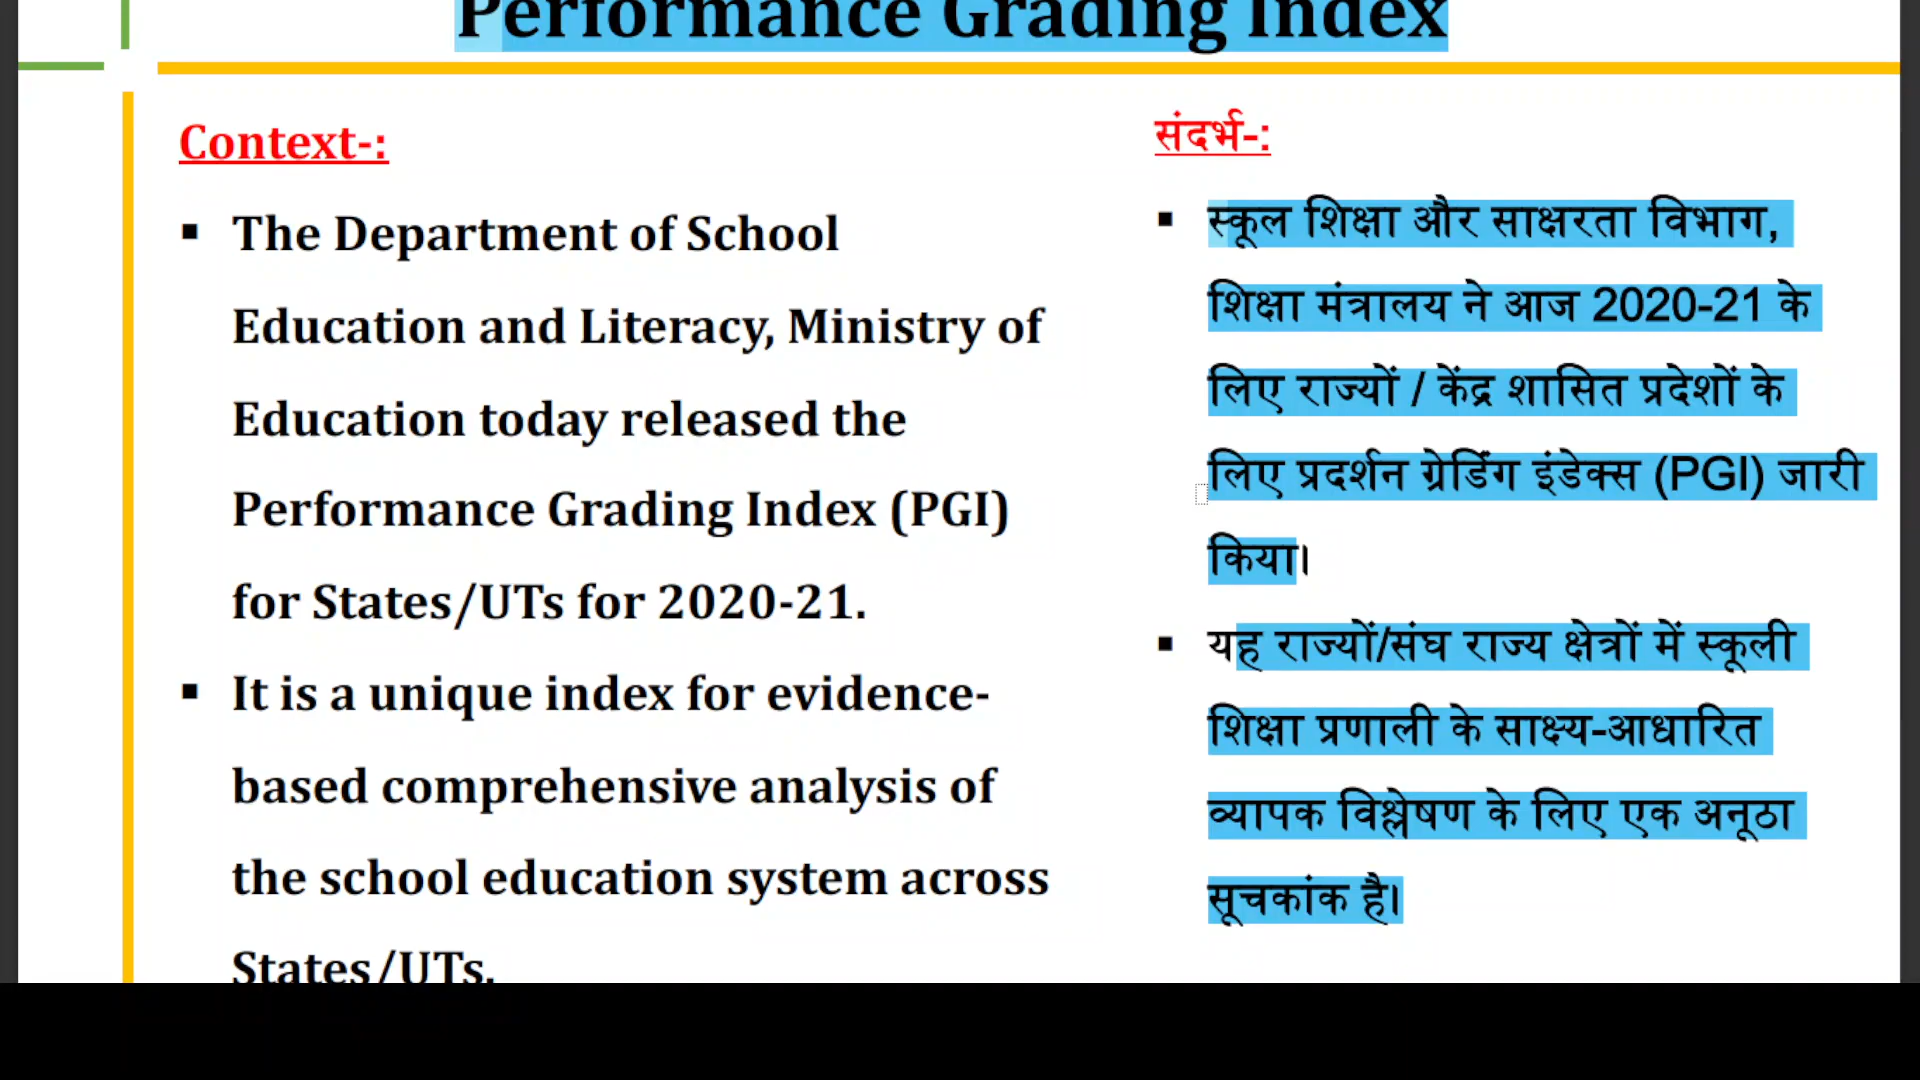 Performance Grading Index
Context-:
▪ The Department of School
Education and Literacy, Ministry of
Education today released the
Performance Grading Index (PGI)
for States/UTs for 2020-21.
▪ It is a unique index for evidence-
based comprehensive analysis of
the school education system across
States/UTs.
संदर्भ-:
▪ स्कूल शिक्षा और साक्षरता विभाग,
शिक्षा मंत्रालय ने आज 2020-21 के
लिए राज्यों / केंद्र शासित प्रदेशों के
लिए प्रदर्शन ग्रेडिंग इंडेक्स (PGI) जारी
किया।
▪ यह राज्यों/संघ राज्य क्षेत्रों में स्कूली
शिक्षा प्रणाली के साक्ष्य-आधारित
व्यापक विश्लेषण के लिए एक अनूठा
सूचकांक है।